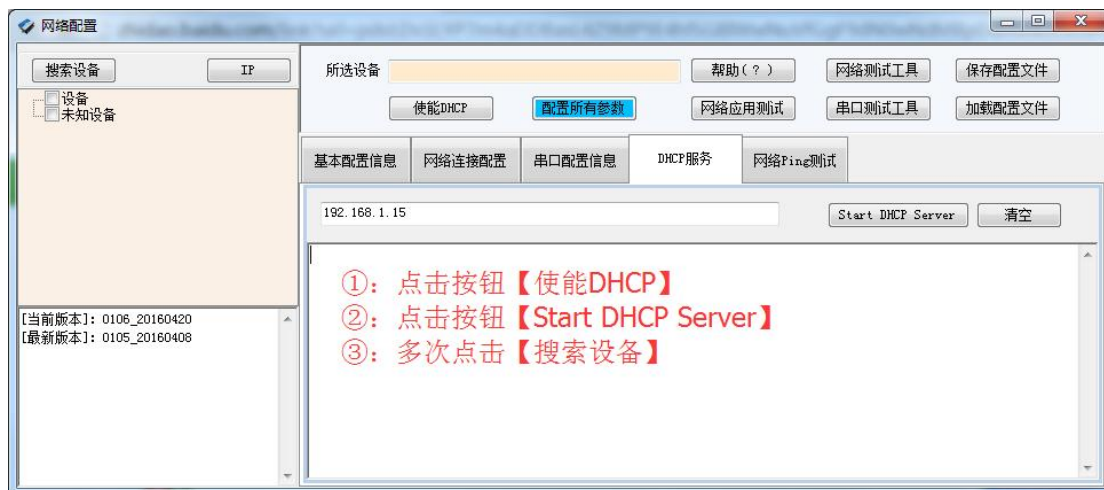 网络配置
搜索设备
IP
设备
未知设备
[当前版本]: 0106_20160420
[最新版本]: 0105_20160408
所选设备
帮助(？)
网络测试工具
保存配置文件
使能DHCP
配置所有参数
网络应用测试
串口测试工具
加载配置文件
基本配置信息
网络连接配置
串口配置信息
DHCP服务
网络Ping测试
192.168.1.15
Start DHCP Server
清空
①：点击按钮【使能DHCP】
②：点击按钮【Start DHCP Server】
③：多次点击【搜索设备】